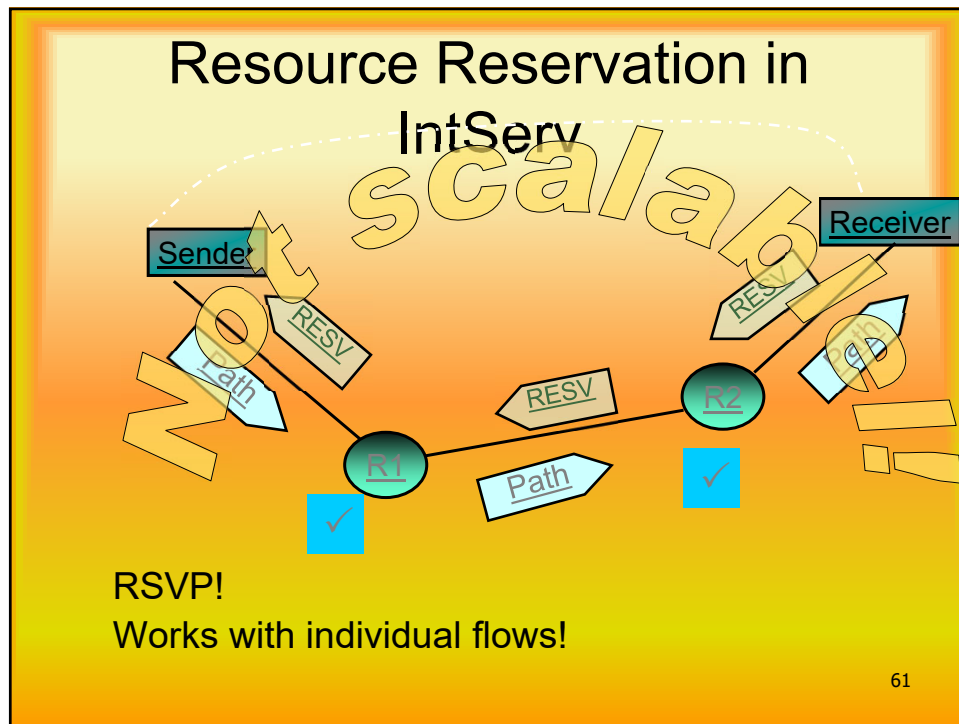 Resource Reservation in
IntServ
Not scalable!!
Sender
Receiver
RESV
RESV
Path
Path
RESV
R2
R1
Path
✓
✓
RSVP!
Works with individual flows!
61